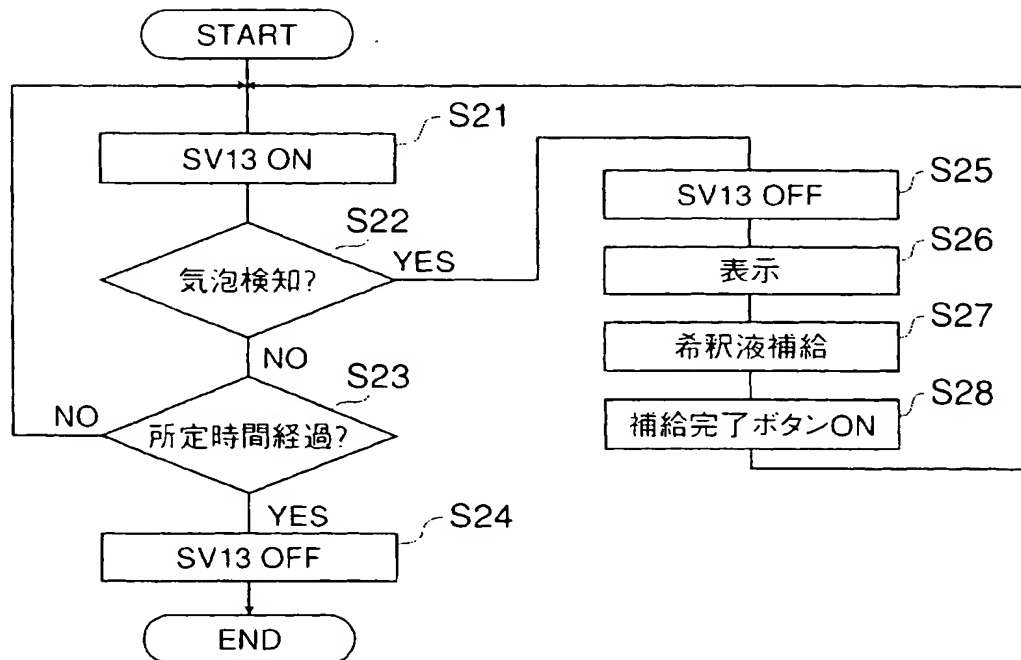 START
S21
SV13 ON
S22
気泡検知?
YES
NO
S23
所定時間経過?
NO
YES
S24
SV13 OFF
END
S25
SV13 OFF
S26
表示
S27
希釈液補給
S28
補給完了ボタンON